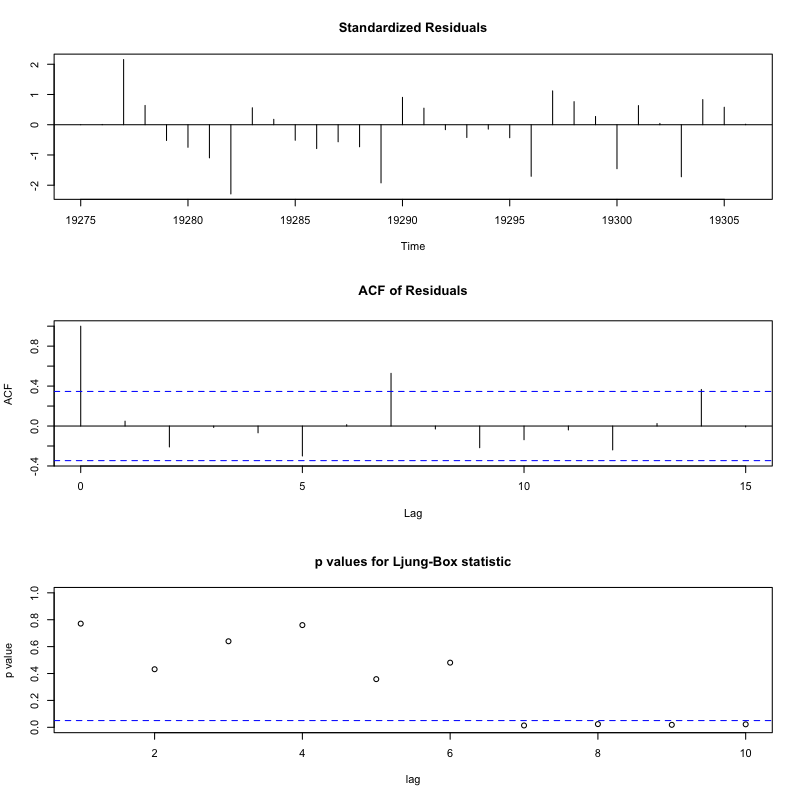 Standardized Residuals
2
1
0
-1
-2
19275 19280 19285 19290 19295 19300 19305
Time
ACF of Residuals
ACF
0.8
0.4
0.0
-0.4
0 5 10 15
Lag
p values for Ljung-Box statistic
p value
1.0
0.8
0.6
0.4
0.2
0.0
2 4 6 8 10
lag